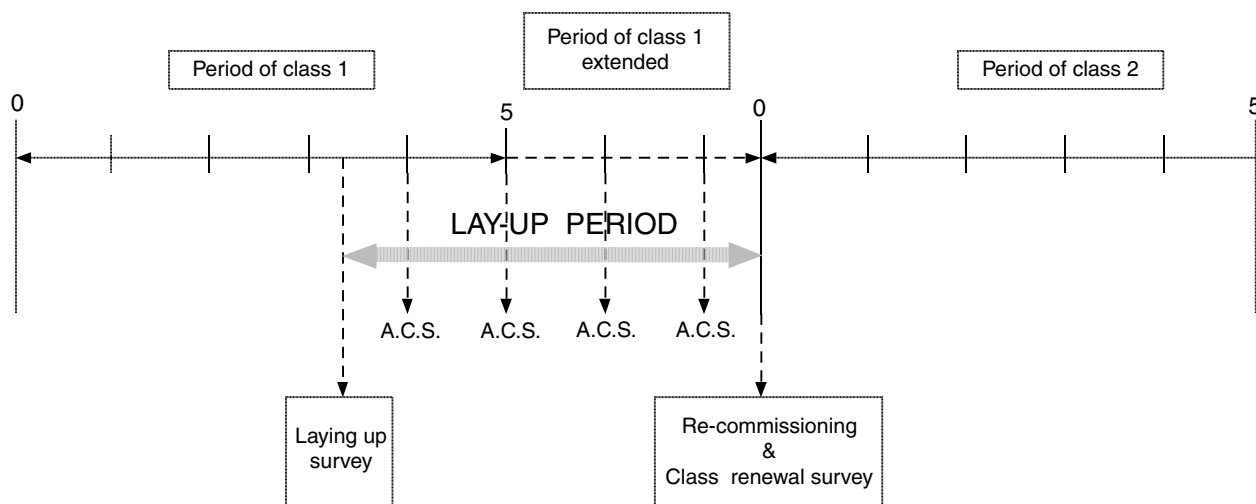 Period of class 1
Period of class 1
extended
Period of class 2
0
5
0
5
LAY-UP PERIOD
A.C.S.
A.C.S.
A.C.S.
A.C.S.
Laying up
survey
Re-commissioning
&
Class renewal survey